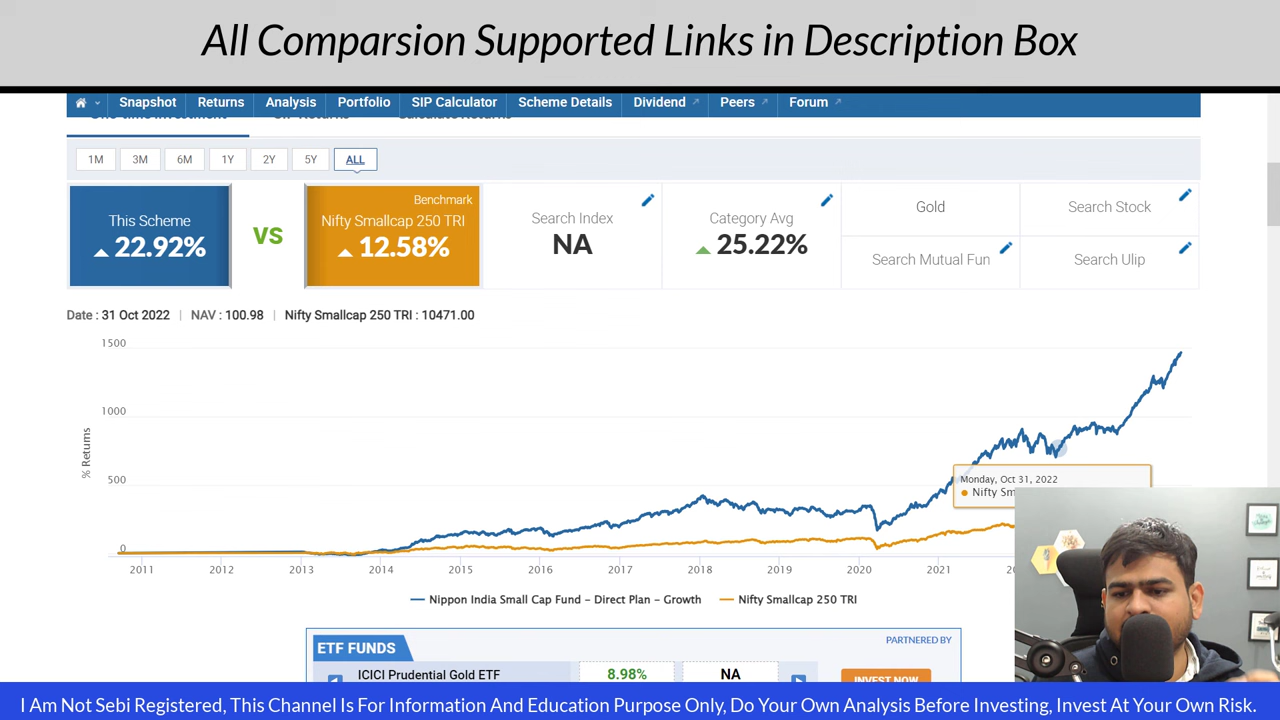 All Comparsion Supported Links in Description Box
Snapshot Returns Analysis Portfolio SIP Calculator Scheme Details Dividend Peers Forum
1M 3M 6M 1Y 2Y 5Y ALL
This Scheme
22.92%
VS
Benchmark
Nifty Smallcap 250 TRI
12.58%
Search Index
NA
Category Avg
25.22%
Gold
Search Stock
Search Mutual Fun
Search Ulip
Date : 31 Oct 2022 | NAV : 100.98 | Nifty Smallcap 250 TRI : 10471.00
1500
1000
500
0
% Returns
Monday, Oct 31, 2022
Nifty Sm
2011 2012 2013 2014 2015 2016 2017 2018 2019 2020 2021
Nippon India Small Cap Fund - Direct Plan - Growth Nifty Smallcap 250 TRI
ETF FUNDS
PARTNERED BY
ICICI Prudential Gold ETF 8.98% NA INVEST NOW
I Am Not Sebi Registered, This Channel Is For Information And Education Purpose Only, Do Your Own Analysis Before Investing, Invest At Your Own Risk.